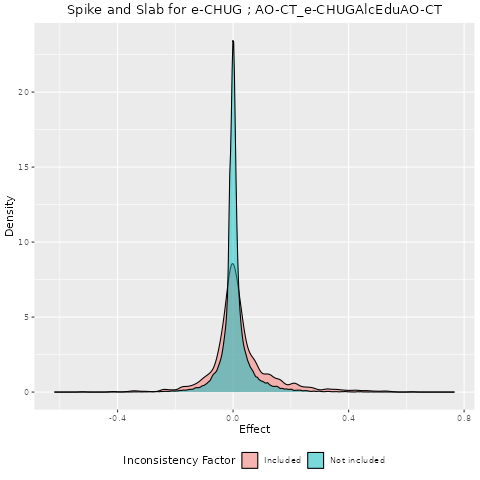 Spike and Slab for e-CHUG ; AO-CT_e-CHUGAlcEduAO-CT
20
15
10
5
0
Density
-0.4
0.0
0.4
0.8
Effect
Inconsistency Factor
Included
Not included